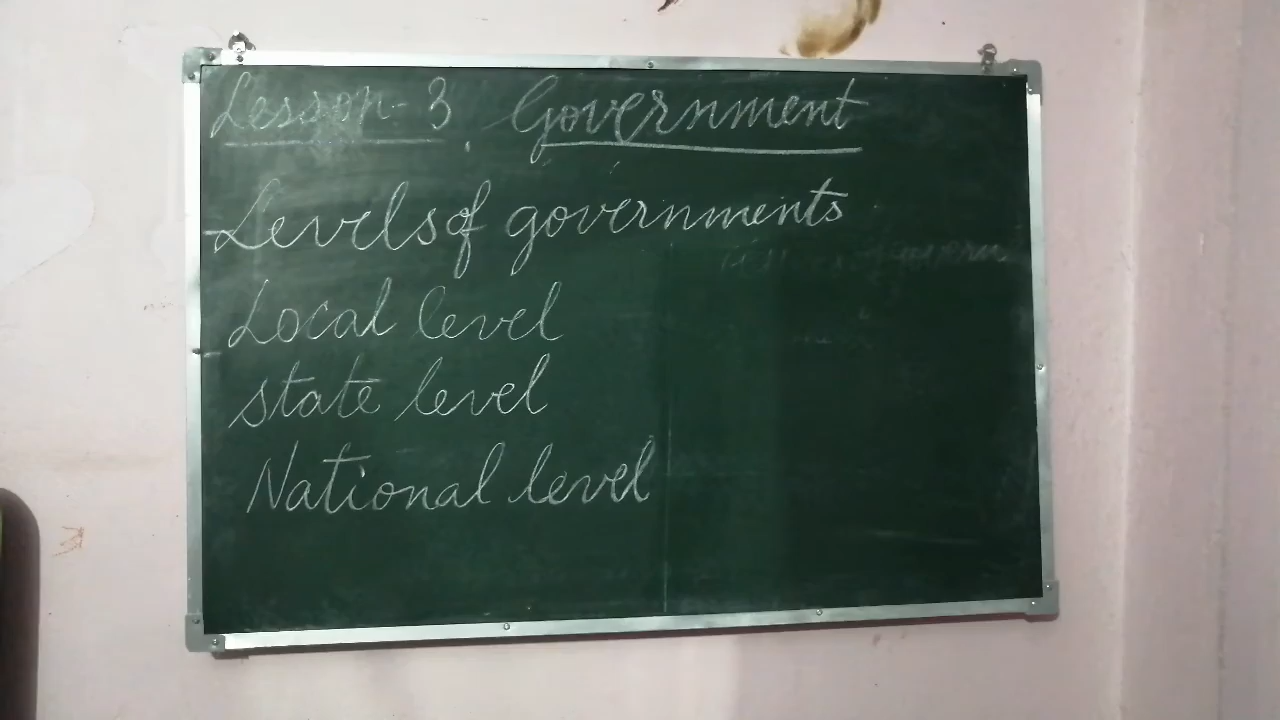 Lesson-3, Government
Levels of governments
Local level
state level
National level